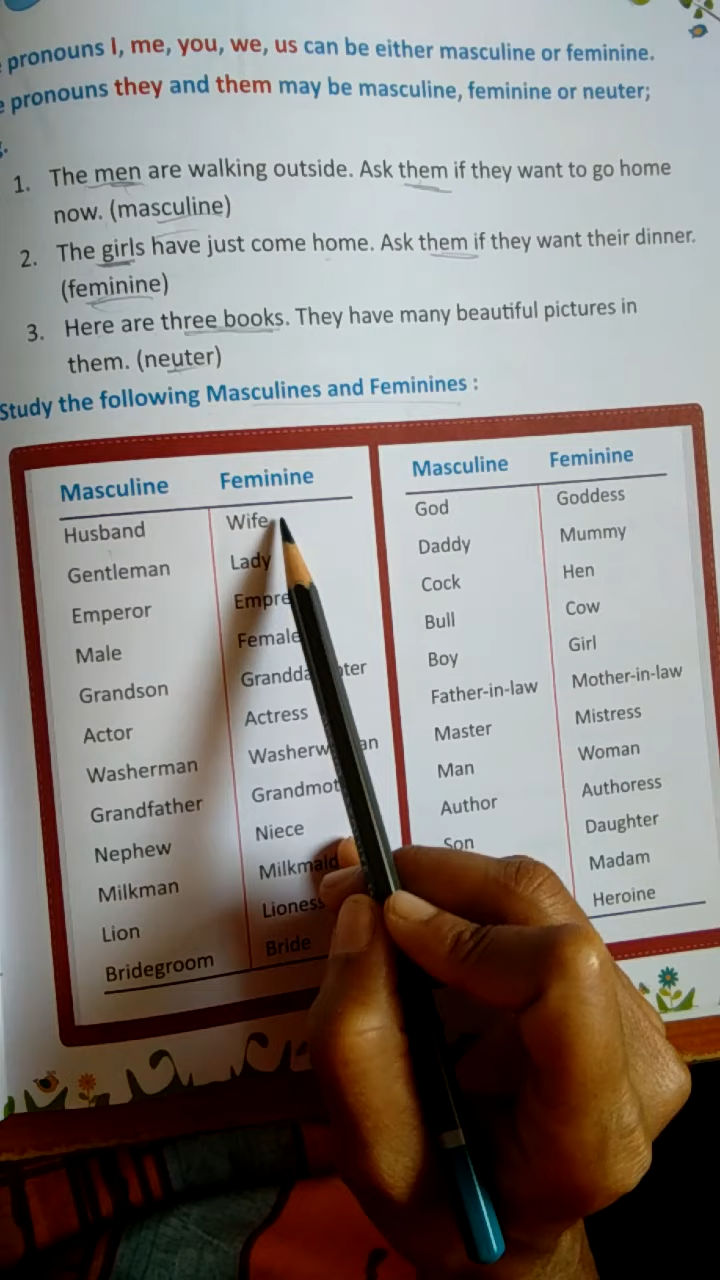 pronouns I, me, you, we, us can be either masculine or feminine.
pronouns they and them may be masculine, feminine or neuter;
1. The men are walking outside. Ask them if they want to go home
now. (masculine)
2. The girls have just come home. Ask them if they want their dinner.
(feminine)
3. Here are three books. They have many beautiful pictures in
them. (neuter)
Study the following Masculines and Feminines :
Masculine Feminine
Husband Wife
Gentleman Lady
Emperor
Male Female
Grandson
Actor Actress
Washerman
Grandfather
Nephew Niece
Milkman Milkmaid
Lion Lioness
Bridegroom Bride
Masculine Feminine
God Goddess
Daddy Mummy
Cock Hen
Bull Cow
Boy Girl
Father-in-law Mother-in-law
Master Mistress
Man Woman
Author Authoress
Son Daughter
Madam
Heroine